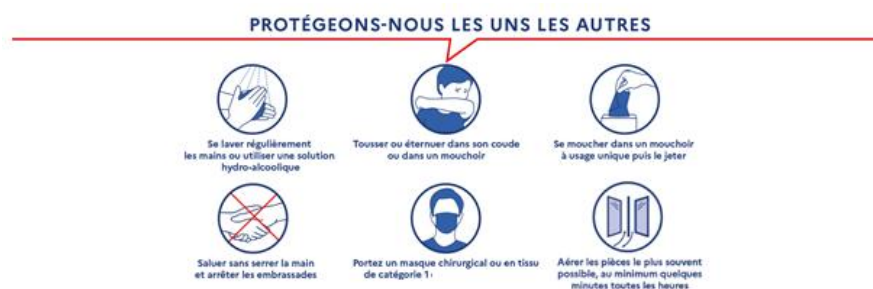 PROTÉGEONS-NOUS LES UNS LES AUTRES
Se laver régulièrement
les mains ou utiliser une solution
hydro-alcoolique
Tousser ou éternuer dans son coude
ou dans un mouchoir
Se moucher dans un mouchoir
à usage unique puis le jeter
Saluer sans serrer la main
et arrêter les embrassades
Portez un masque chirurgical ou en tissu
de catégorie 1
Aérer les pièces le plus souvent
possible, au minimum quelques
minutes toutes les heures